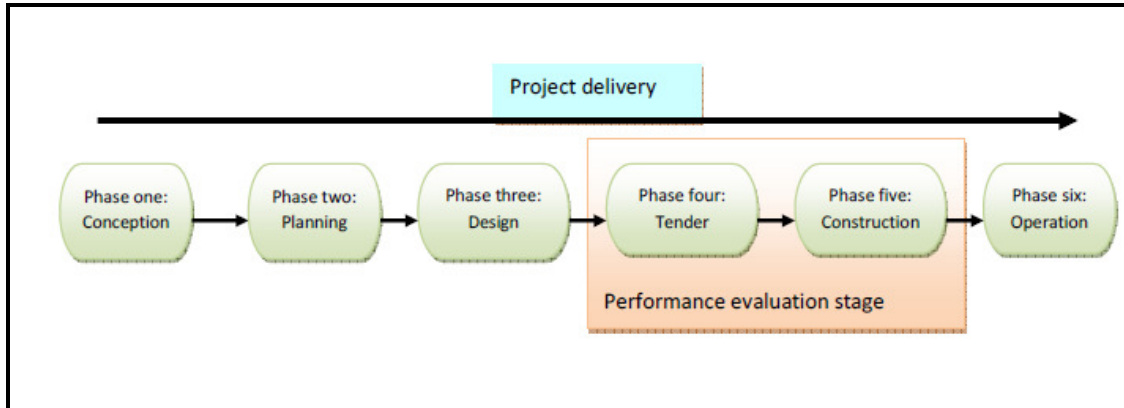 Project delivery
Phase one:
Conception
Phase two:
Planning
Phase three:
Design
Phase four:
Tender
Phase five:
Construction
Phase six:
Operation
Performance evaluation stage